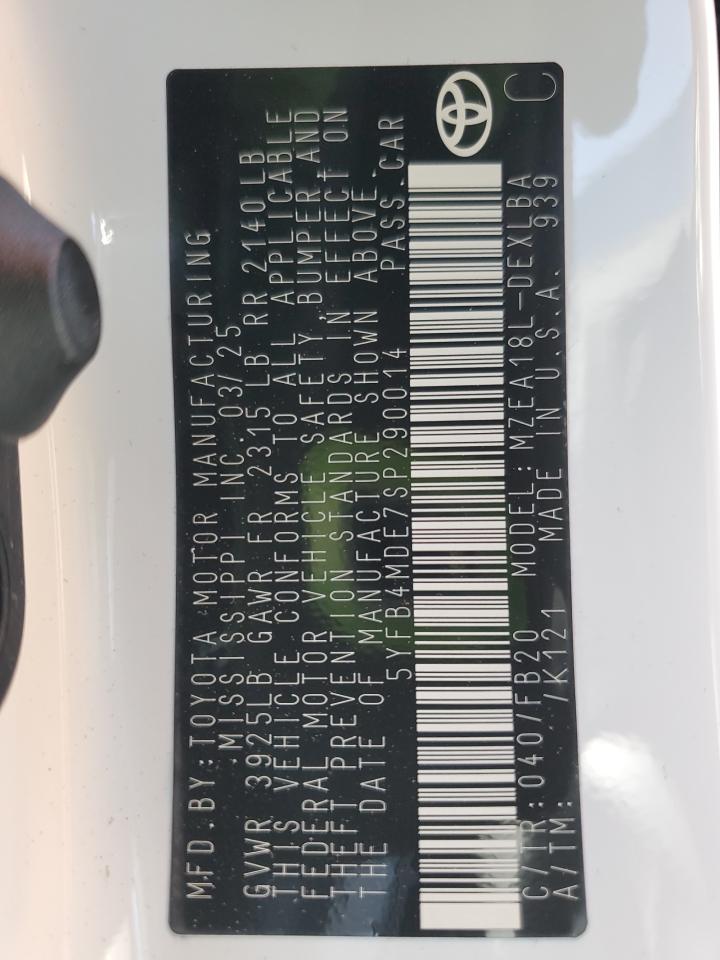 MFD.BY:TOYOTA MOTOR MANUFACTURING
MISSISSIPPI INC. 03/25
GVWR 3925LB GAWR FR 2315 LB RR 2140LB
THIS VEHICLE CONFORMS TO ALL APPLICABLE
FEDERAL MOTOR VEHICLE SAFETY, BUMPER, AND
THEFT PREVENTION STANDARDS IN EFFECT ON
THE DATE OF MANUFACTURE SHOWN ABOVE.
5YFB4MDE7SP290014 PASS.CAR
C/TR: 040/FB20 MODEL: MZEA18L-DEXLBA
A/TM: /K121 MADE IN U.S.A. 939
C